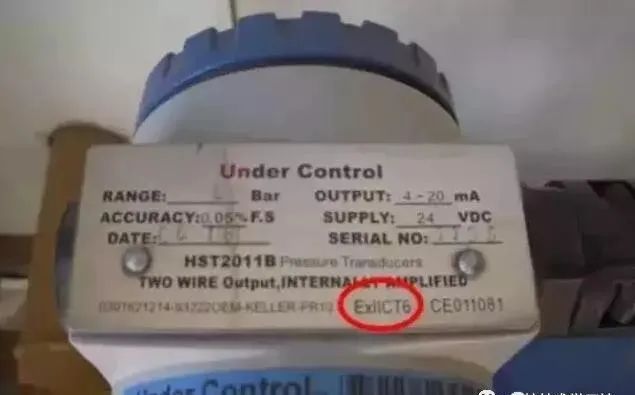 Under Control
RANGE: Bar OUTPUT: 4-20 mA
ACCURACY: 0.05% F.S SUPPLY: 24 VDC
DATE: SERIAL NO:
HST2011B Pressure Transducers
TWO WIRE Output,INTERNALLY AMPLIFIED
ExIICT6 CE011081
Under Control